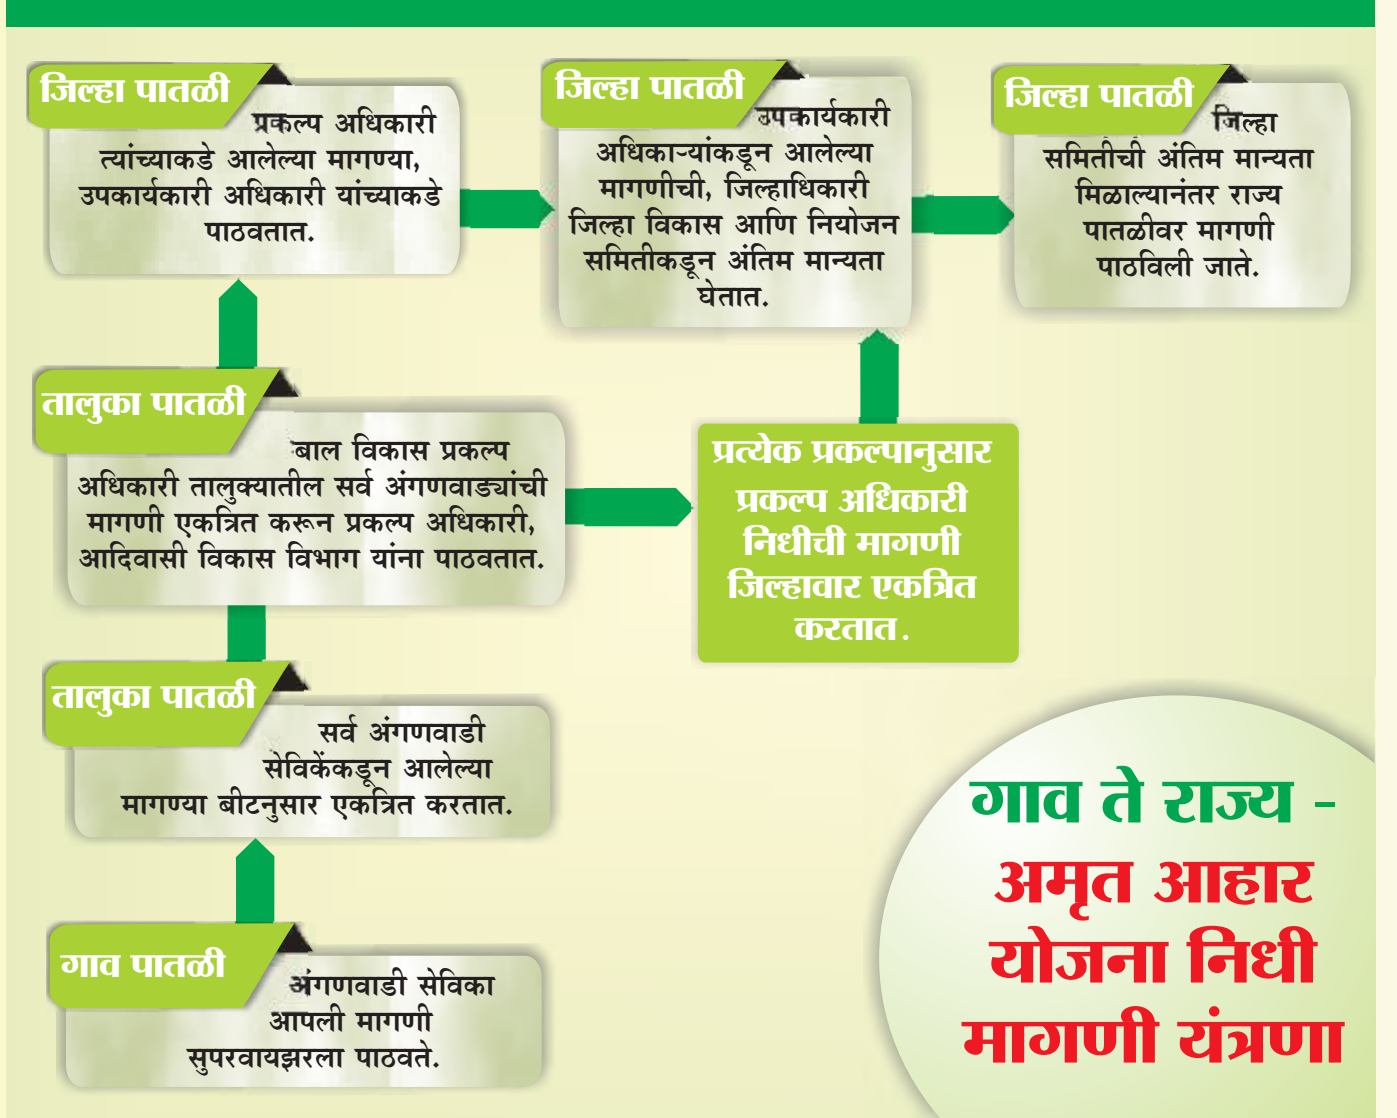 जिल्हा पातळी
प्रकल्प अधिकारी
त्यांच्याकडे आलेल्या मागण्या,
उपकार्यकारी अधिकारी यांच्याकडे
पाठवतात.
जिल्हा पातळी
उपकार्यकारी
अधिकाऱ्यांकडून आलेल्या
मागणीची, जिल्हाधिकारी
जिल्हा विकास आणि नियोजन
समितीकडून अंतिम मान्यता
घेतात.
जिल्हा पातळी
जिल्हा
समितीची अंतिम मान्यता
मिळाल्यानंतर राज्य
पातळीवर मागणी
पाठविली जाते.
तालुका पातळी
बाल विकास प्रकल्प
अधिकारी तालुक्यातील सर्व अंगणवाड्यांची
मागणी एकत्रित करून प्रकल्प अधिकारी,
आदिवासी विकास विभाग यांना पाठवतात.
प्रत्येक प्रकल्पानुसार
प्रकल्प अधिकारी
निधीची मागणी
जिल्हावार एकत्रित
करतात.
तालुका पातळी
सर्व अंगणवाडी
सेविकेंकडून आलेल्या
मागण्या बीटनुसार एकत्रित करतात.
गाव पातळी
अंगणवाडी सेविका
आपली मागणी
सुपरवायझरला पाठवते.
गाव ते राज्य -
अमृत आहार
योजना निधी
मागणी यंत्रणा